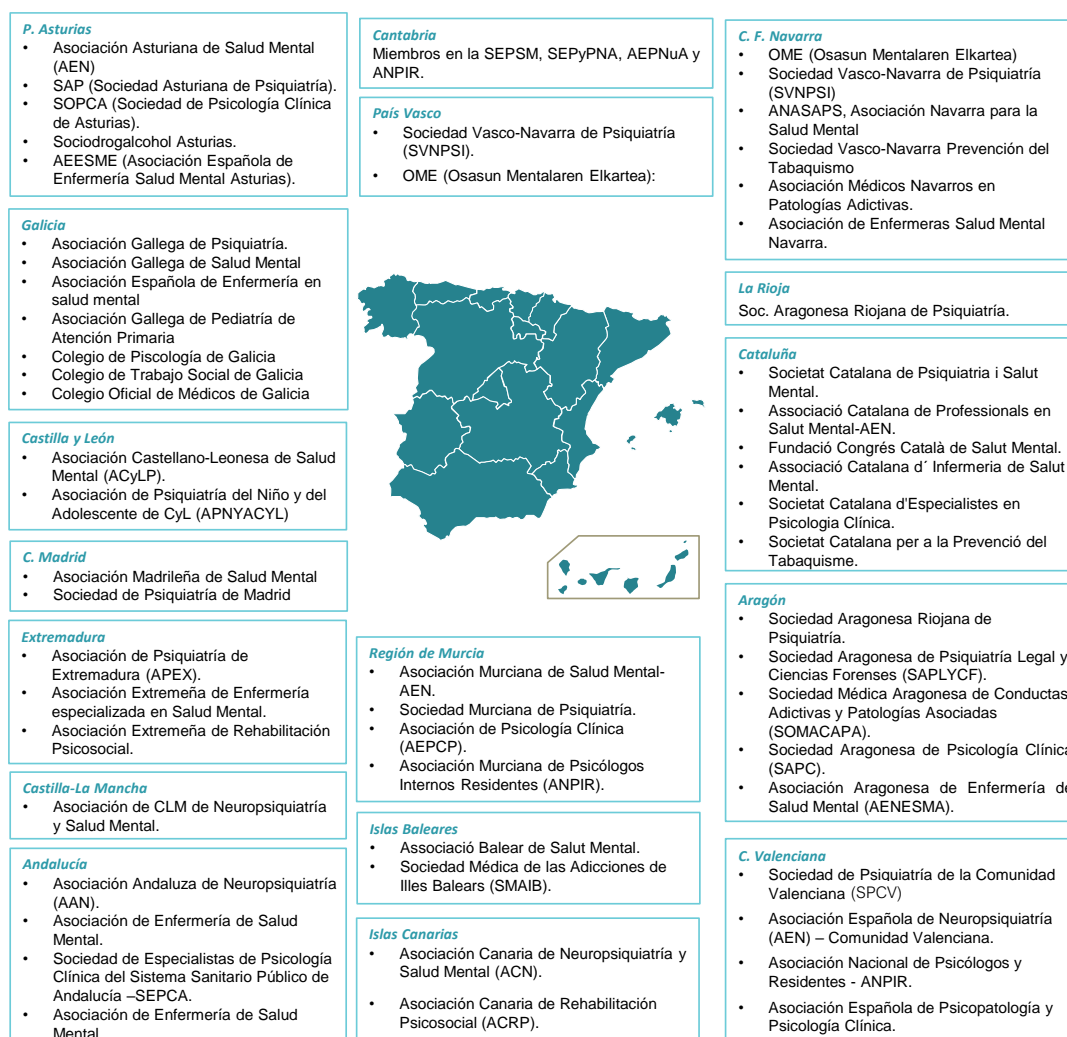 P. Asturias
• Asociación Asturiana de Salud Mental
(AEN)
• SAP (Sociedad Asturiana de Psiquiatría).
• SOPCA (Sociedad de Psicología Clínica
de Asturias).
• Sociodrogalcohol Asturias.
• AEESME (Asociación Española de
Enfermería Salud Mental Asturias).
Galicia
• Asociación Gallega de Psiquiatría.
• Asociación Gallega de Salud Mental
• Asociación Española de Enfermería en
salud mental
• Asociación Gallega de Pediatría de
Atención Primaria
• Colegio de Piscología de Galicia
• Colegio de Trabajo Social de Galicia
• Colegio Oficial de Médicos de Galicia
Castilla y León
• Asociación Castellano-Leonesa de Salud
Mental (ACyLP).
• Asociación de Psiquiatría del Niño y del
Adolescente de CyL (APNYACYL)
C. Madrid
• Asociación Madrileña de Salud Mental
• Sociedad de Psiquiatría de Madrid
Extremadura
• Asociación de Psiquiatría de
Extremadura (APEX).
• Asociación Extremeña de Enfermería
especializada en Salud Mental.
• Asociación Extremeña de Rehabilitación
Psicosocial.
Castilla-La Mancha
• Asociación de CLM de Neuropsiquiatría
y Salud Mental.
Andalucía
• Asociación Andaluza de Neuropsiquiatría
(AAN).
• Asociación de Enfermería de Salud
Mental.
• Sociedad de Especialistas de Psicología
Clínica del Sistema Sanitario Público de
Andalucía –SEPCA.
• Asociación de Enfermería de Salud
Mental
Cantabria
Miembros en la SEPSM, SEPyPNA, AEPNuA y
ANPIR.
País Vasco
• Sociedad Vasco-Navarra de Psiquiatría
(SVNPSI).
• OME (Osasun Mentalaren Elkartea):
Región de Murcia
• Asociación Murciana de Salud Mental-
AEN.
• Sociedad Murciana de Psiquiatría.
• Asociación de Psicología Clínica
(AEPCP).
• Asociación Murciana de Psicólogos
Internos Residentes (ANPIR).
Islas Baleares
• Associació Balear de Salut Mental.
• Sociedad Médica de las Adicciones de
Illes Balears (SMAIB).
Islas Canarias
• Asociación Canaria de Neuropsiquiatría y
Salud Mental (ACN).
• Asociación Canaria de Rehabilitación
Psicosocial (ACRP).
C. F. Navarra
• OME (Osasun Mentalaren Elkartea)
• Sociedad Vasco-Navarra de Psiquiatría
(SVNPSI)
• ANASAPS, Asociación Navarra para la
Salud Mental
• Sociedad Vasco-Navarra Prevención del
Tabaquismo
• Asociación Médicos Navarros en
Patologías Adictivas.
• Asociación de Enfermeras Salud Mental
Navarra.
La Rioja
Soc. Aragonesa Riojana de Psiquiatría.
Cataluña
• Societat Catalana de Psiquiatria i Salut
Mental.
• Associació Catalana de Professionals en
Salut Mental-AEN.
• Fundació Congrés Català de Salut Mental.
• Associació Catalana d´ Infermeria de Salut
Mental.
• Societat Catalana d'Especialistes en
Psicologia Clínica.
• Societat Catalana per a la Prevenció del
Tabaquisme.
Aragón
• Sociedad Aragonesa Riojana de
Psiquiatría.
• Sociedad Aragonesa de Psiquiatría Legal y
Ciencias Forenses (SAPLYCF).
• Sociedad Médica Aragonesa de Conductas
Adictivas y Patologías Asociadas
(SOMACAPA).
• Sociedad Aragonesa de Psicología Clínica
(SAPC).
• Asociación Aragonesa de Enfermería de
Salud Mental (AENESMA).
C. Valenciana
• Sociedad de Psiquiatría de la Comunidad
Valenciana (SPCV)
• Asociación Española de Neuropsiquiatría
(AEN) – Comunidad Valenciana.
• Asociación Nacional de Psicólogos y
Residentes - ANPIR.
• Asociación Española de Psicopatología y
Psicología Clínica.